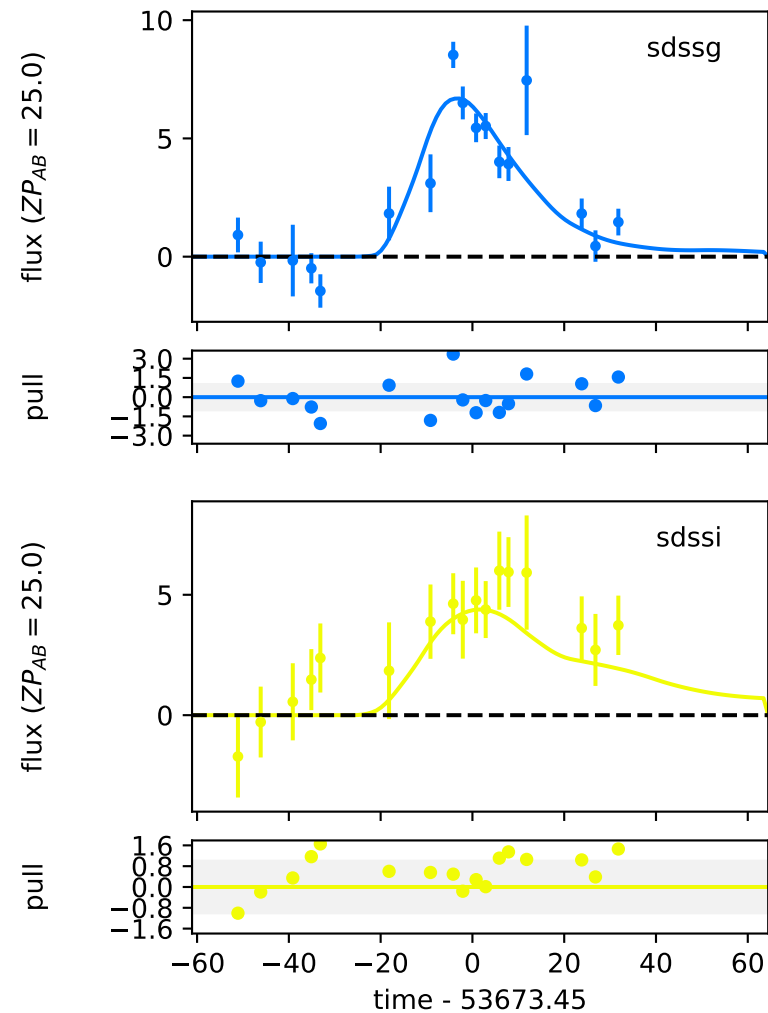 10
sdssg
5
0
flux (ZP_AB = 25.0)
3.0
1.5
0.0
−1.5
−3.0
pull
sdssi
5
0
flux (ZP_AB = 25.0)
1.6
0.8
0.0
−0.8
−1.6
pull
−60 −40 −20 0 20 40 60
time - 53673.45